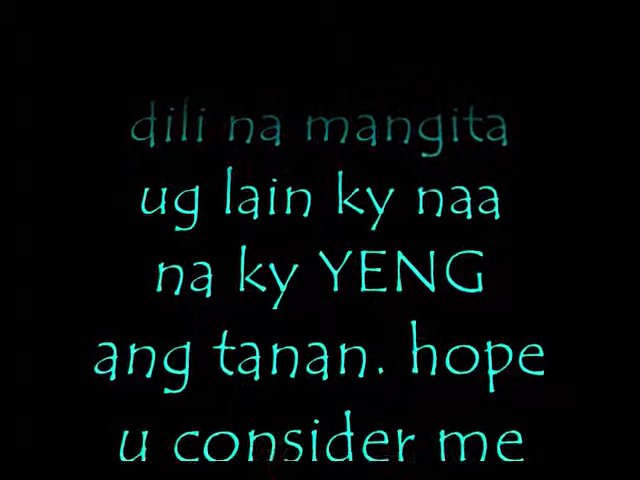 dili na mangita
ug lain ky naa
na ky YENG
ang tanan. hope
u consider me